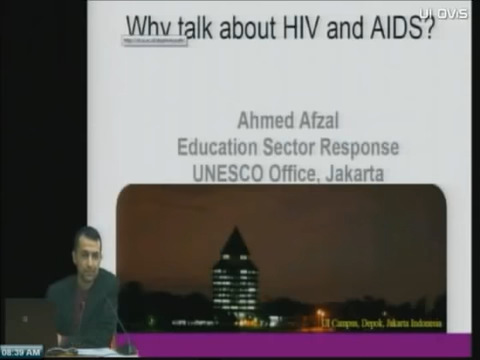 UI OVIS
Why talk about HIV and AIDS?
Ahmed Afzal
Education Sector Response
UNESCO Office, Jakarta
UI Campus, Depok, Jakarta Indonesia
08:39 AM